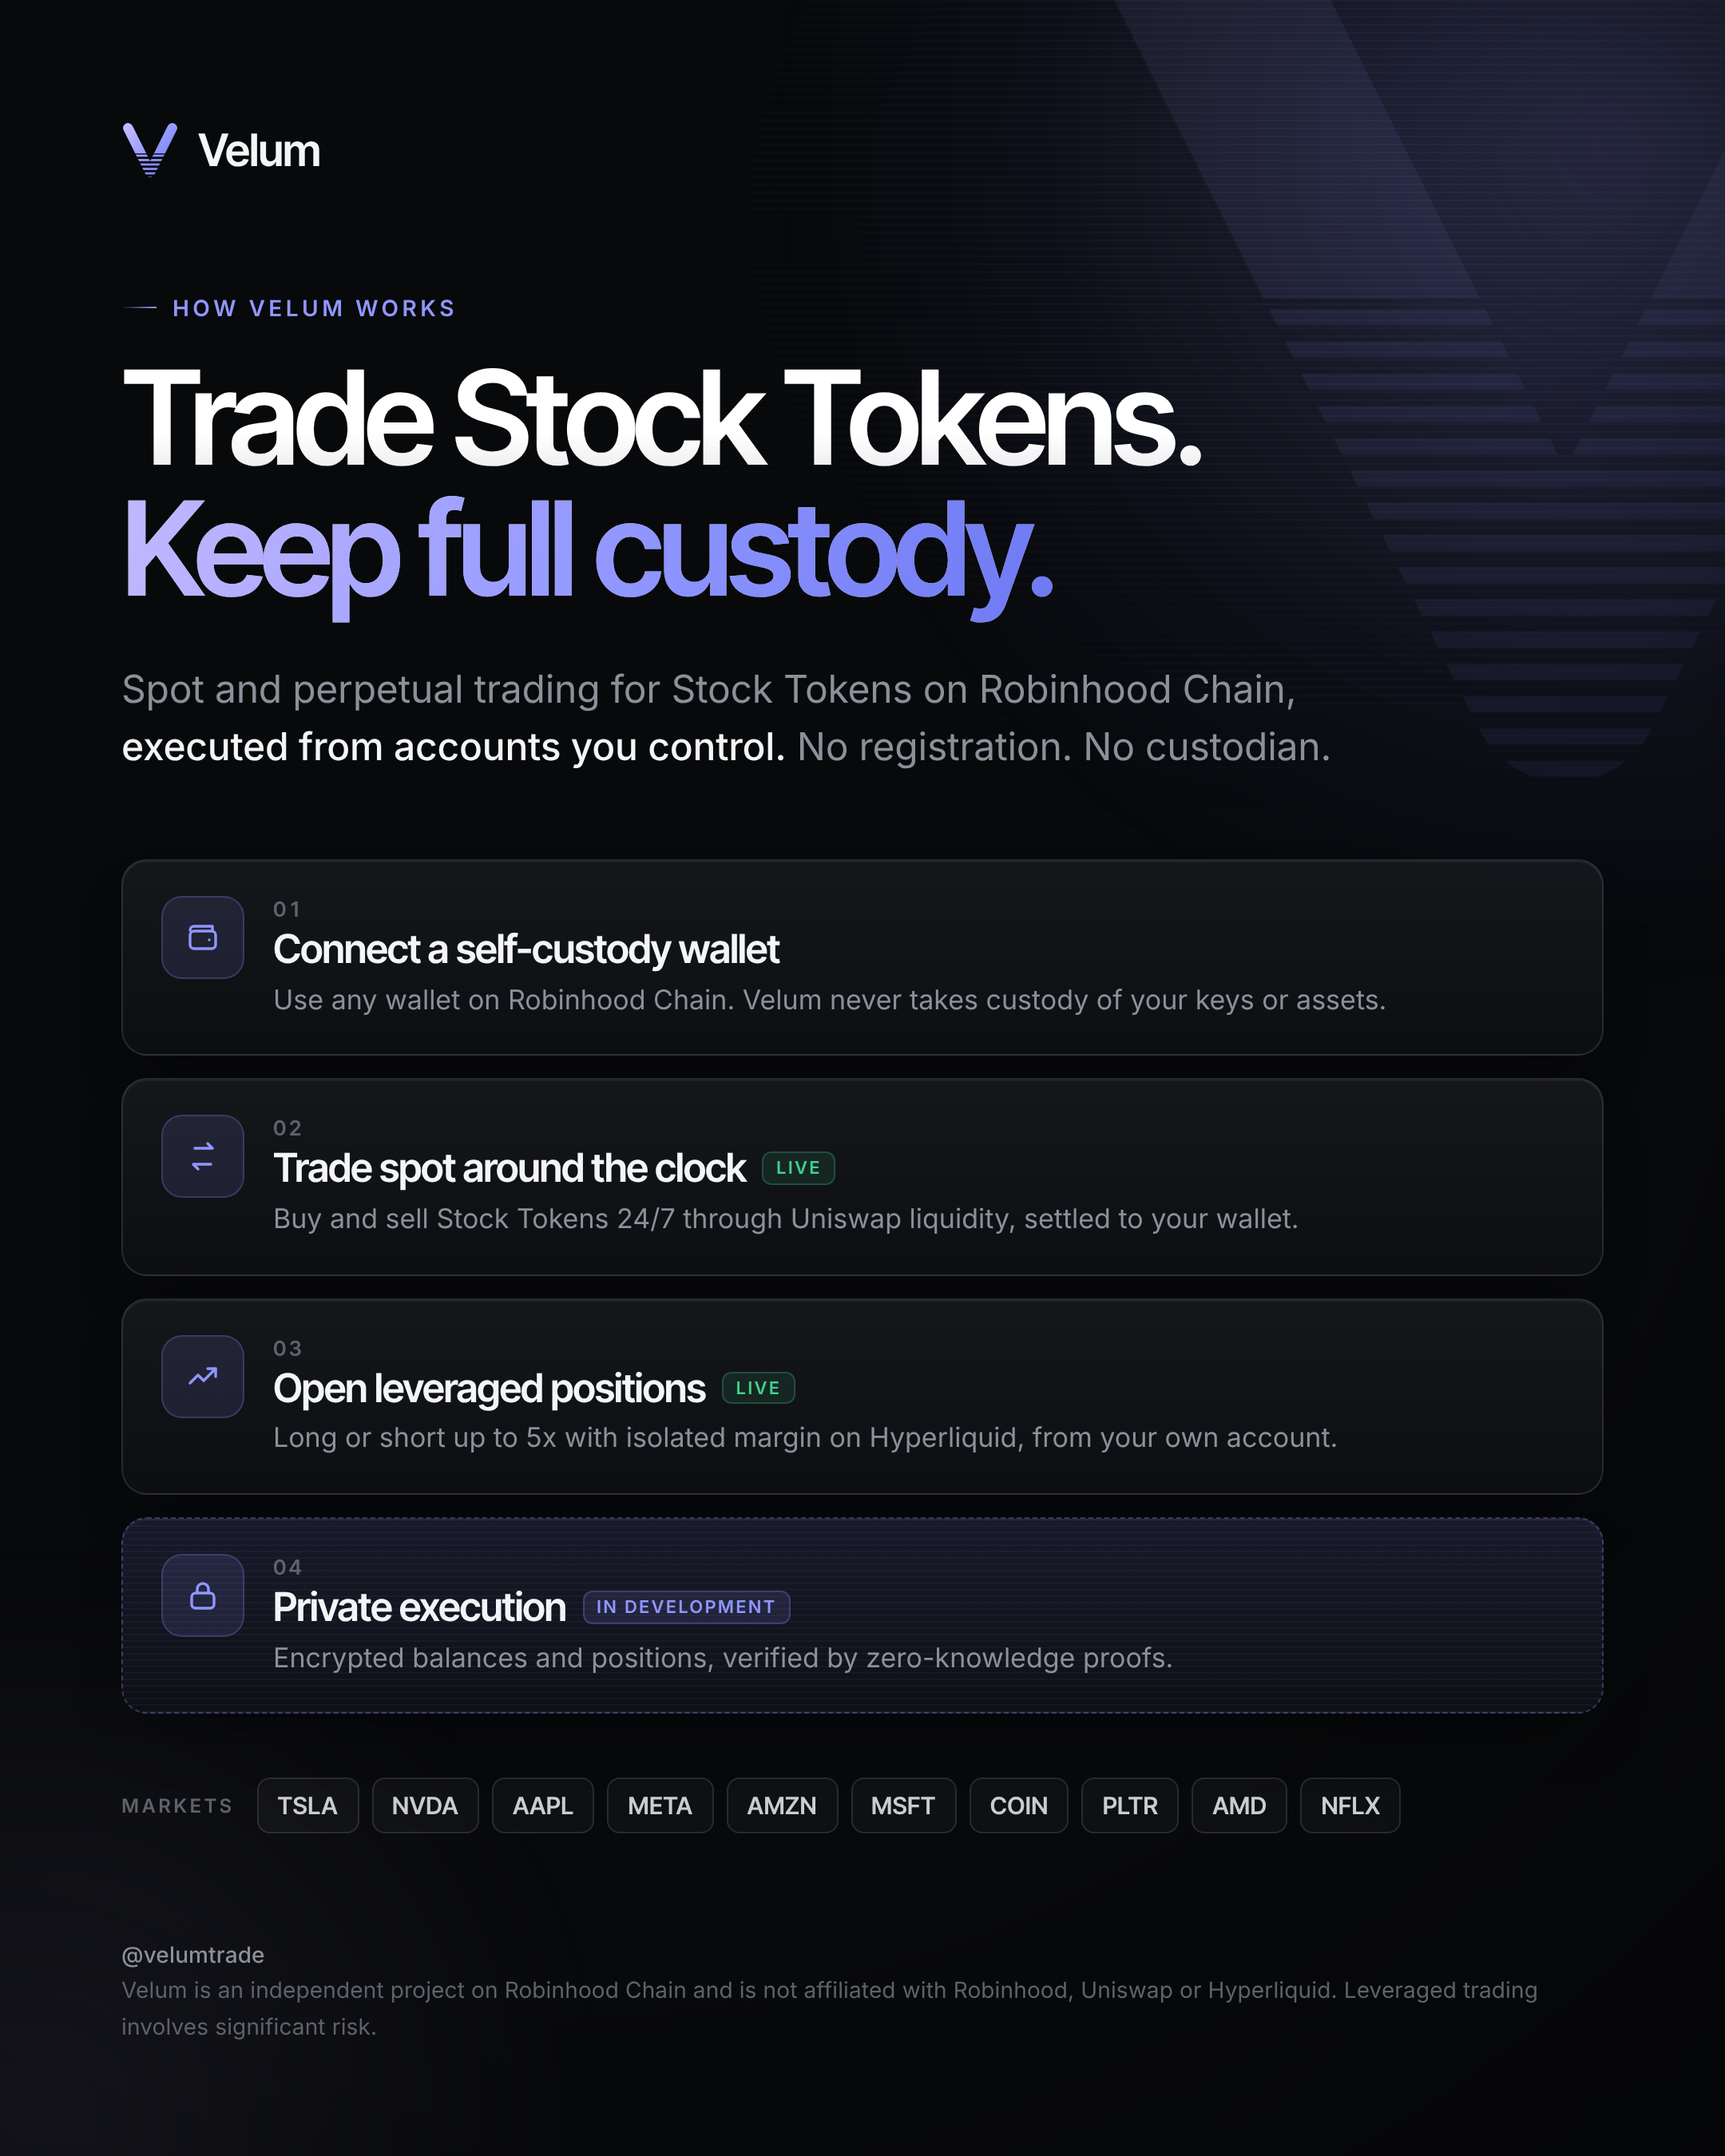 Velum
HOW VELUM WORKS
Trade Stock Tokens.
Keep full custody.
Spot and perpetual trading for Stock Tokens on Robinhood Chain,
executed from accounts you control. No registration. No custodian.
01
Connect a self-custody wallet
Use any wallet on Robinhood Chain. Velum never takes custody of your keys or assets.
02
Trade spot around the clock LIVE
Buy and sell Stock Tokens 24/7 through Uniswap liquidity, settled to your wallet.
03
Open leveraged positions LIVE
Long or short up to 5x with isolated margin on Hyperliquid, from your own account.
04
Private execution IN DEVELOPMENT
Encrypted balances and positions, verified by zero-knowledge proofs.
MARKETS TSLA NVDA AAPL META AMZN MSFT COIN PLTR AMD NFLX
@velumtrade
Velum is an independent project on Robinhood Chain and is not affiliated with Robinhood, Uniswap or Hyperliquid. Leveraged trading
involves significant risk.